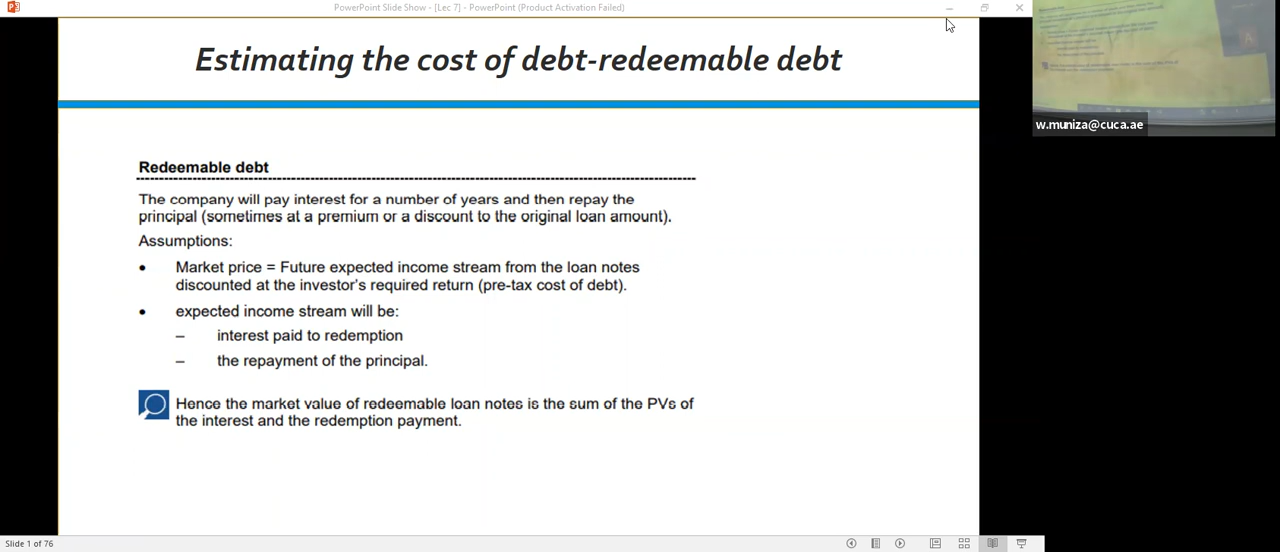 PowerPoint Slide Show - [Lec 7] - PowerPoint (Product Activation Failed)
Estimating the cost of debt-redeemable debt
w.muniza@cuca.ae
Redeemable debt
The company will pay interest for a number of years and then repay the
principal (sometimes at a premium or a discount to the original loan amount).
Assumptions:
• Market price = Future expected income stream from the loan notes
discounted at the investor's required return (pre-tax cost of debt).
• expected income stream will be:
– interest paid to redemption
– the repayment of the principal.
Hence the market value of redeemable loan notes is the sum of the PVs of
the interest and the redemption payment.
Slide 1 of 76